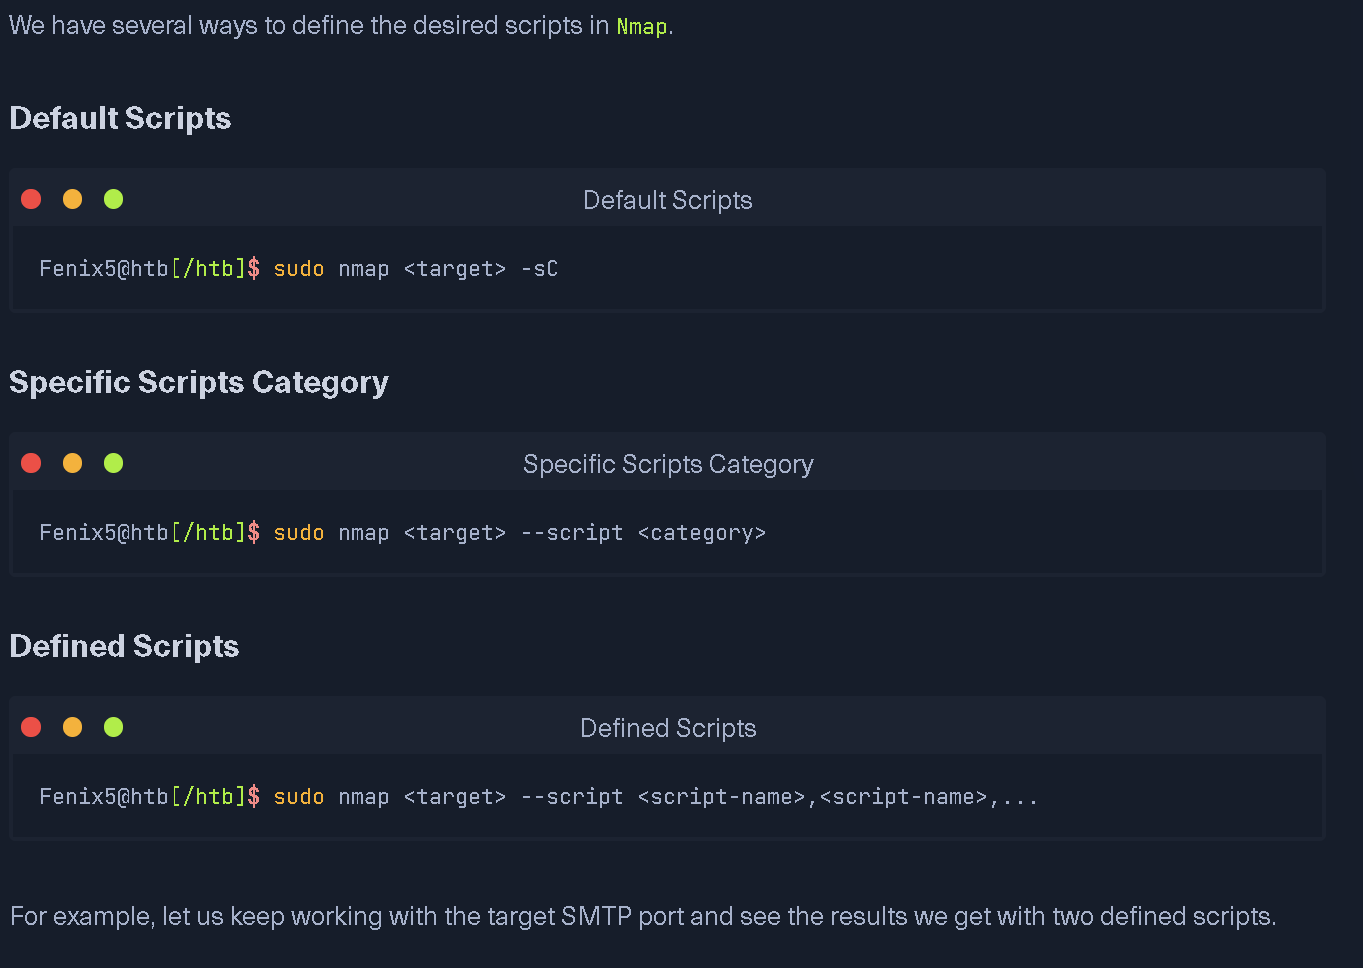 We have several ways to define the desired scripts in Nmap.
Default Scripts
Default Scripts
Fenix5@htb[/htb]$ sudo nmap <target> -sC
Specific Scripts Category
Specific Scripts Category
Fenix5@htb[/htb]$ sudo nmap <target> --script <category>
Defined Scripts
Defined Scripts
Fenix5@htb[/htb]$ sudo nmap <target> --script <script-name>,<script-name>,...
For example, let us keep working with the target SMTP port and see the results we get with two defined scripts.